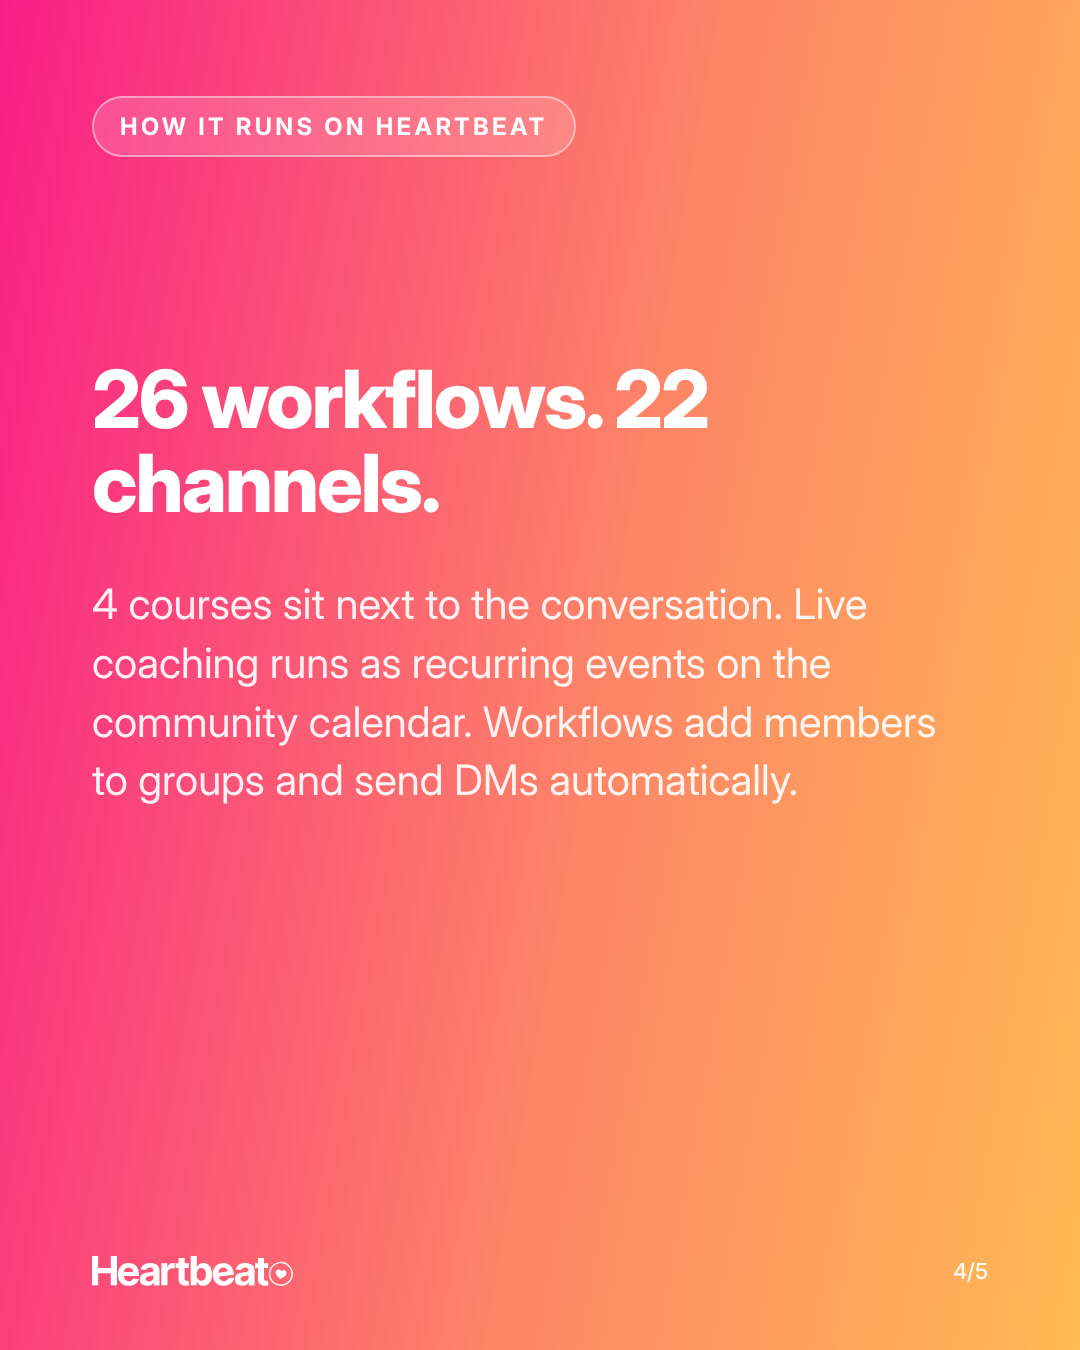 HOW IT RUNS ON HEARTBEAT
26 workflows. 22
channels.
4 courses sit next to the conversation. Live
coaching runs as recurring events on the
community calendar. Workflows add members
to groups and send DMs automatically.
Heartbeat
4/5